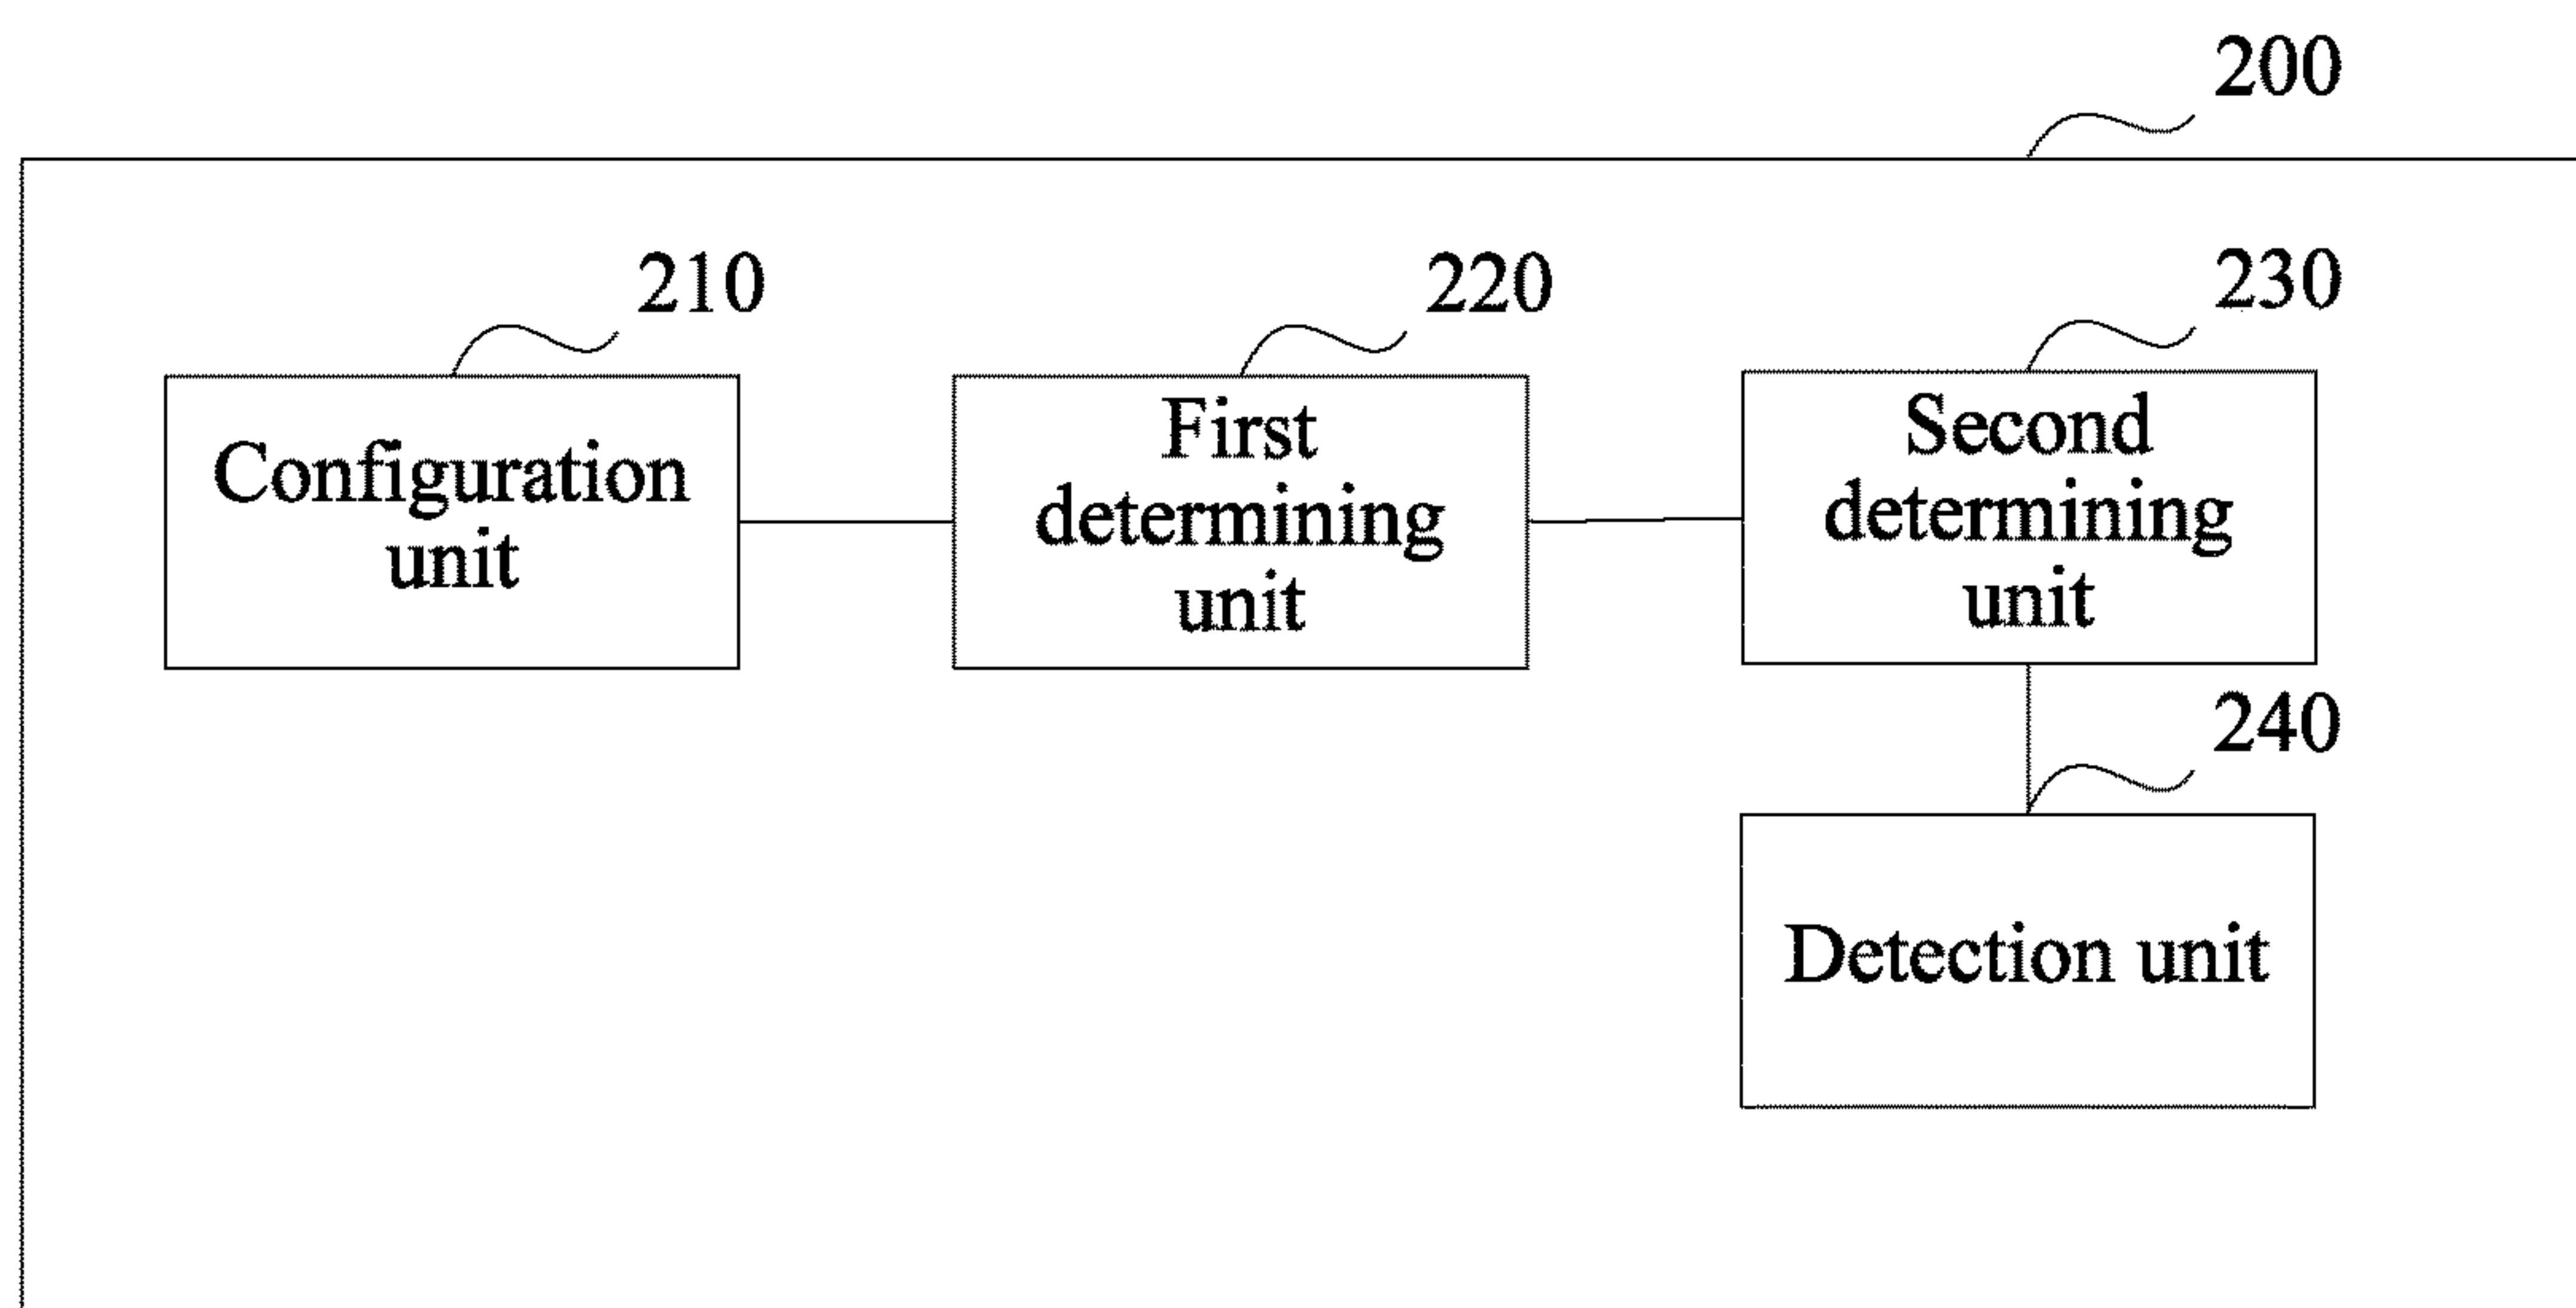 200
210
220
230
Configuration
unit
First
determining
unit
Second
determining
unit
240
Detection unit